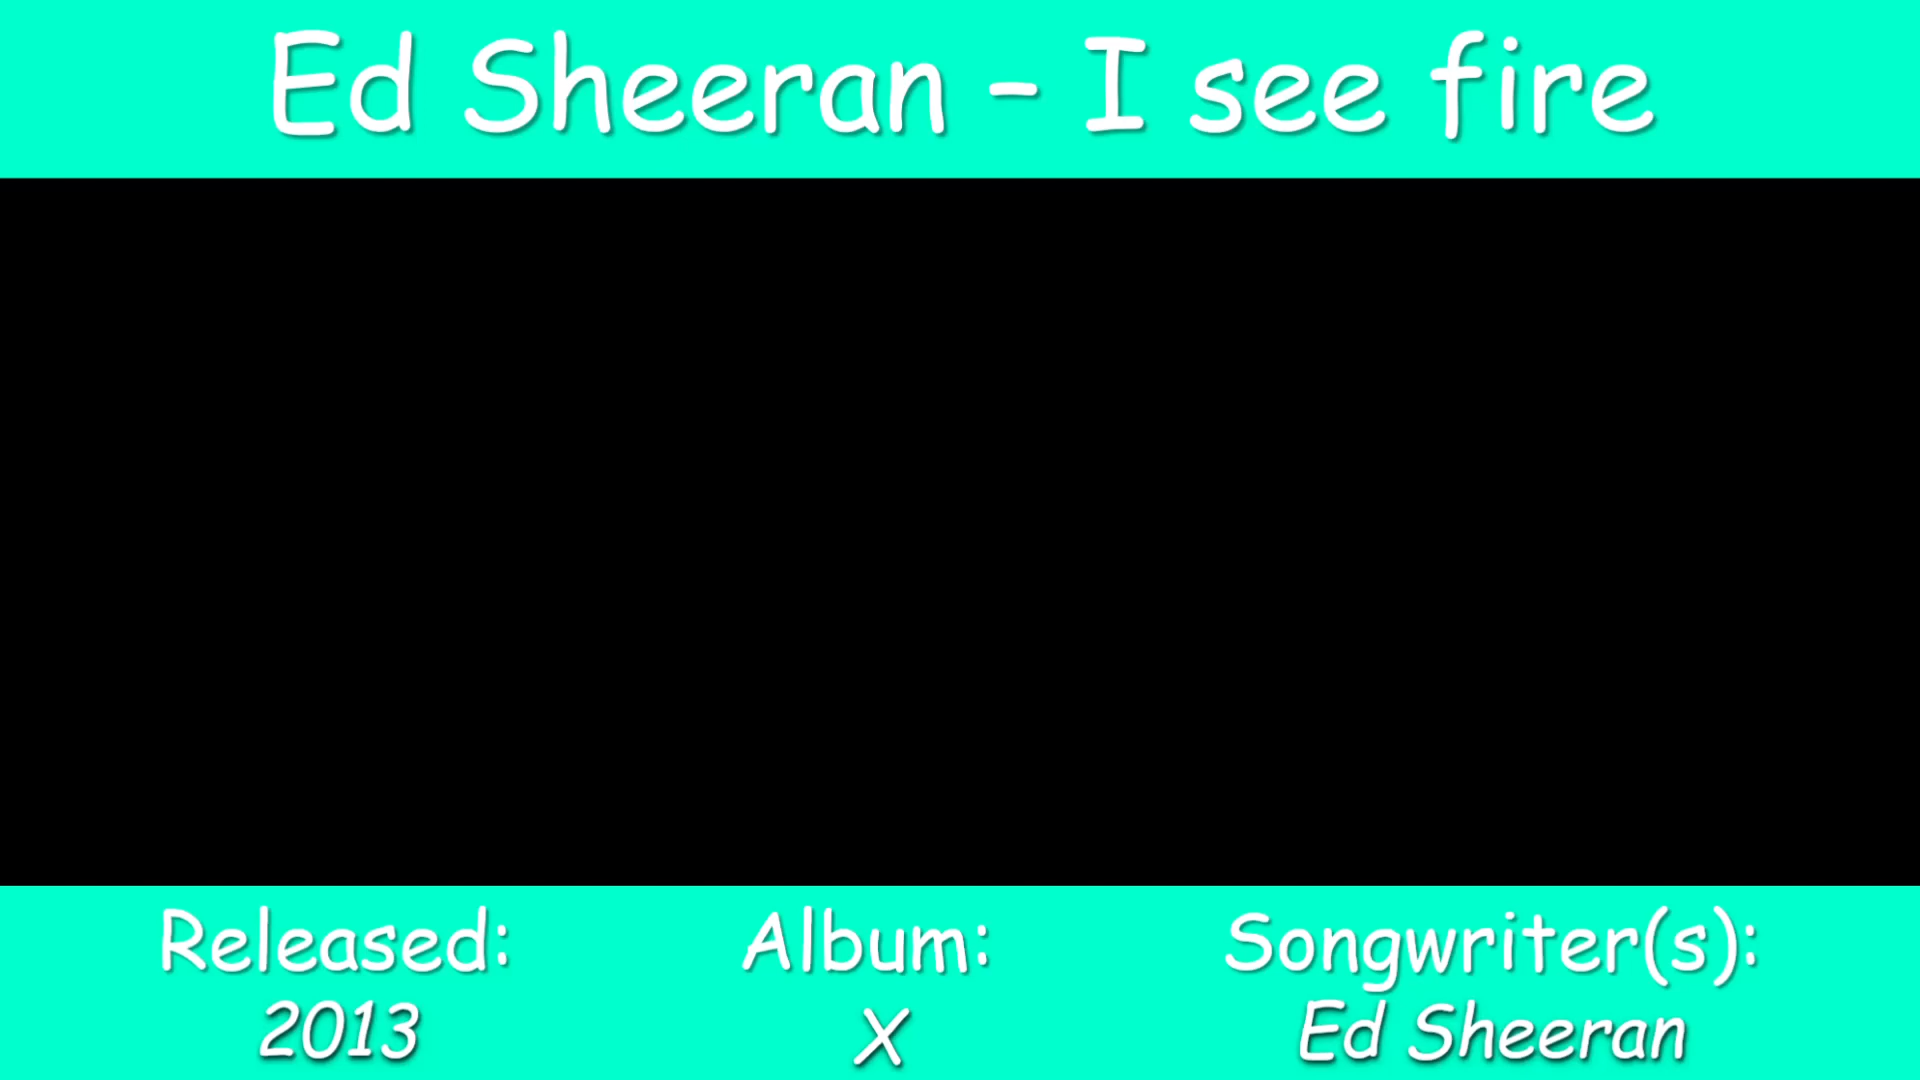 Ed Sheeran - I see fire
Released: Album: Songwriter(s):
2013 X Ed Sheeran